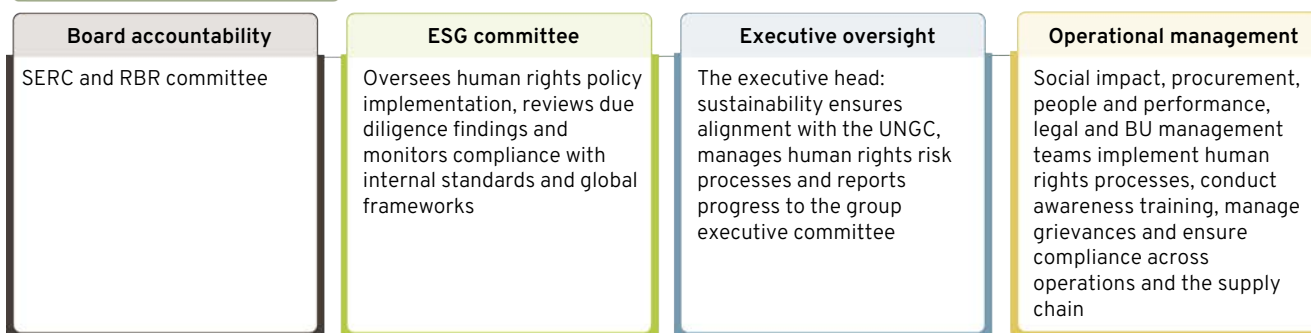 Board accountability
SERC and RBR committee
ESG committee
Oversees human rights policy
implementation, reviews due
diligence findings and
monitors compliance with
internal standards and global
frameworks
Executive oversight
The executive head:
sustainability ensures
alignment with the UNGC,
manages human rights risk
processes and reports
progress to the group
executive committee
Operational management
Social impact, procurement,
people and performance,
legal and BU management
teams implement human
rights processes, conduct
awareness training, manage
grievances and ensure
compliance across
operations and the supply
chain